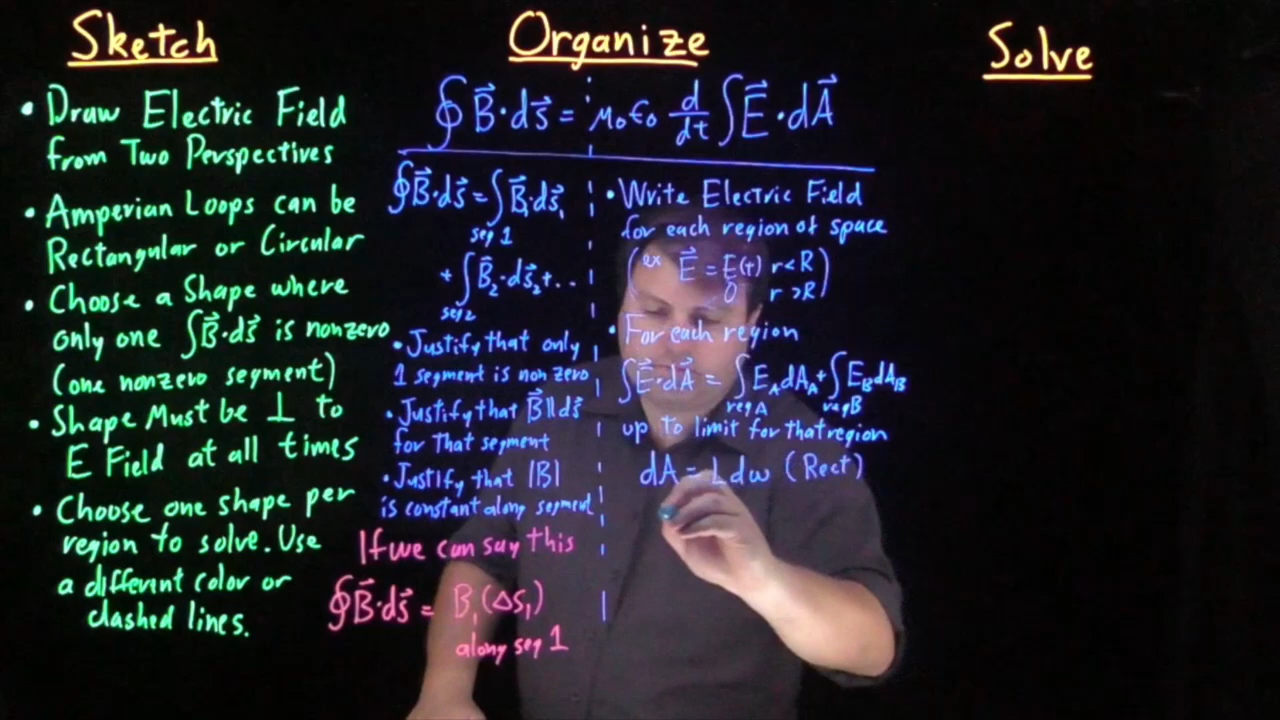 Sketch
• Draw Electric Field
from Two Perspectives
• Amperian Loops can be
Rectangular or Circular
• Choose a Shape where
only one ∫B⃗·ds⃗ is nonzero
(one nonzero segment)
• Shape Must be ⊥ to
E Field at all times
• Choose one shape per
region to solve. Use
a different color or
dashed lines.
Organize
∮B⃗·ds⃗ = μ₀ϵ₀ d/dt ∫E⃗·dA⃗
∮B⃗·ds⃗ = ∫B⃗₁·ds⃗₁
seg 1
+ ∫B⃗₂·ds⃗₂ + ..
seg 2
• Justify that only
1 segment is non zero
• Justify that B⃗ || ds⃗
for that segment
• Justify that |B|
is constant along segment
If we can say this
∮B⃗·ds⃗ = B₁(Δs₁)
along seg 1
• Write Electric Field
for each region of space
(ex E⃗ = E(t) r<R
0 r>R)
• For each region
∫E⃗·dA⃗ = ∫E_A dA_A + ∫E_B dA_B
reg A reg B
up to limit for that region
dA = L dw (Rect)
Solve